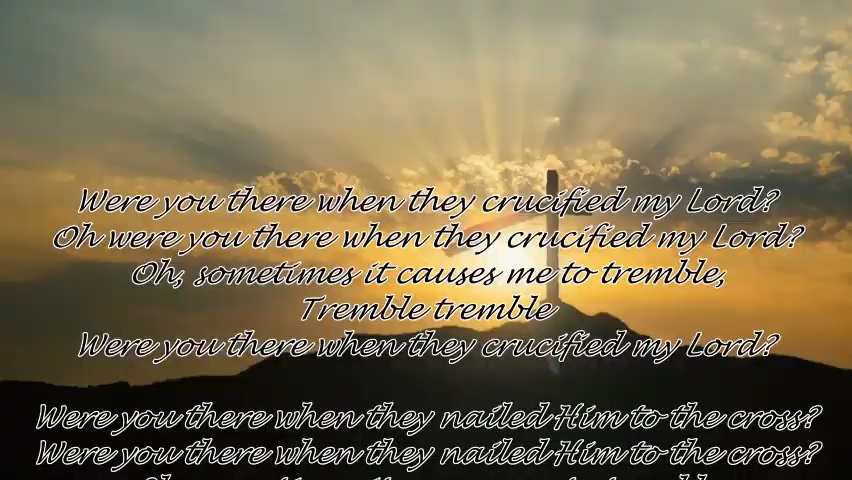 Were you there when they crucified my Lord?
Oh were you there when they crucified my Lord?
Oh, sometimes it causes me to tremble,
Tremble tremble
Were you there when they crucified my Lord?
Were you there when they nailed Him to the cross?
Were you there when they nailed Him to the cross?